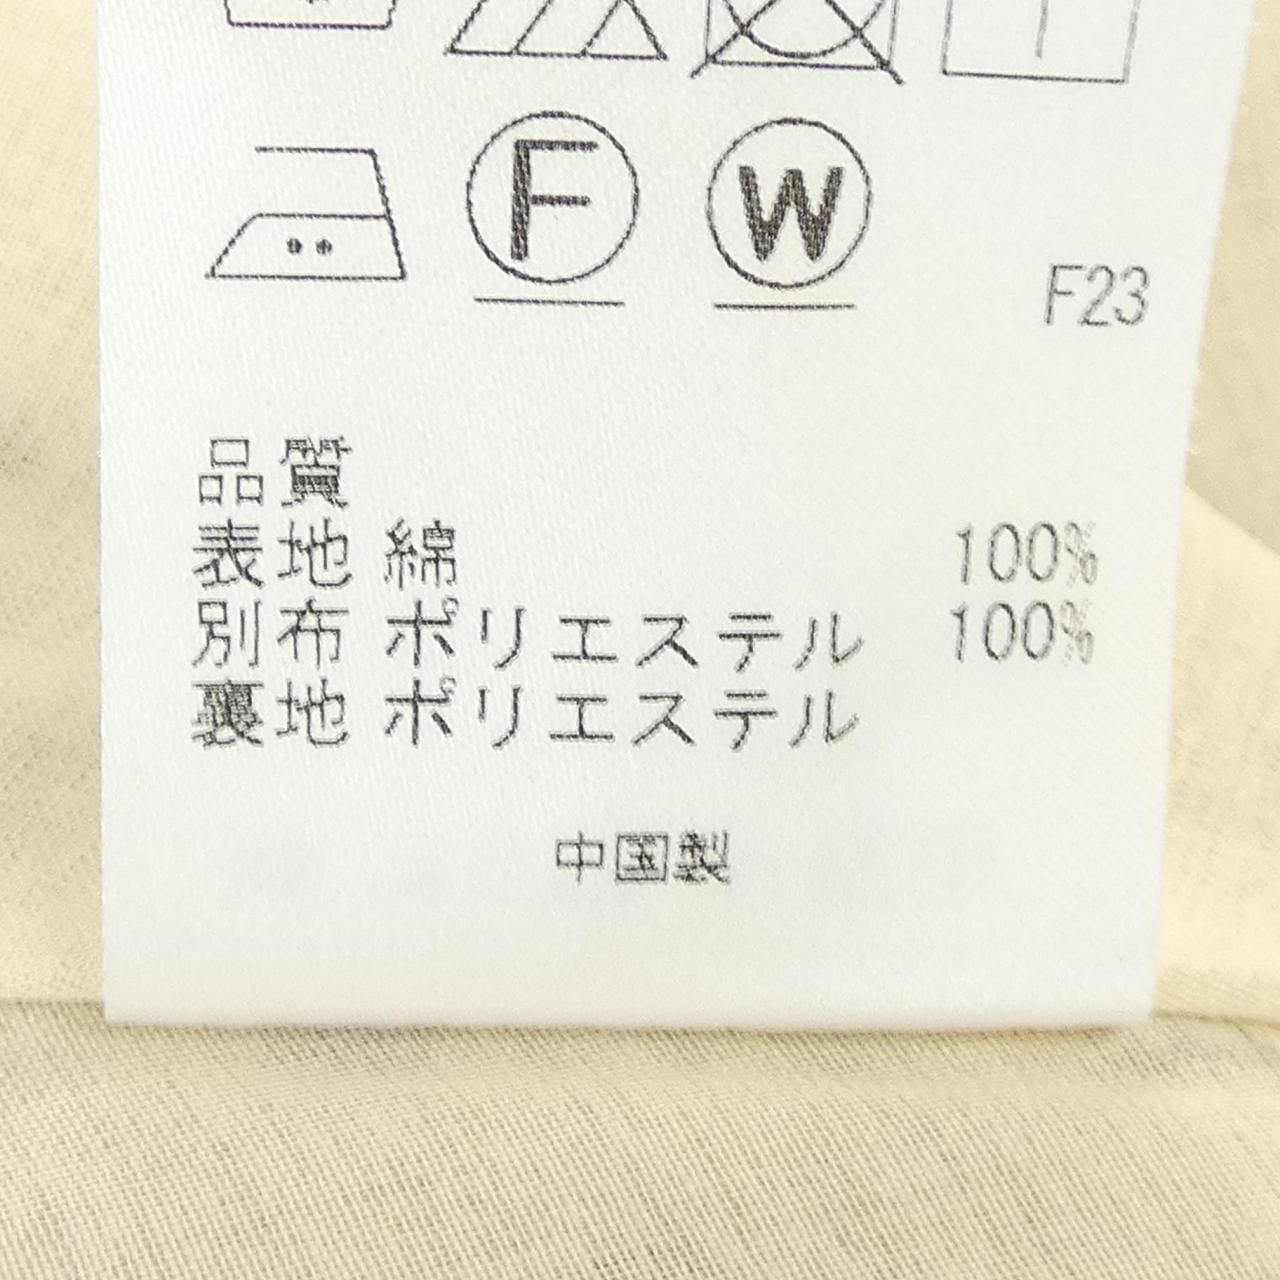 F
W
F23
品質
表地 綿 100%
別布 ポリエステル 100%
裏地 ポリエステル
中国製